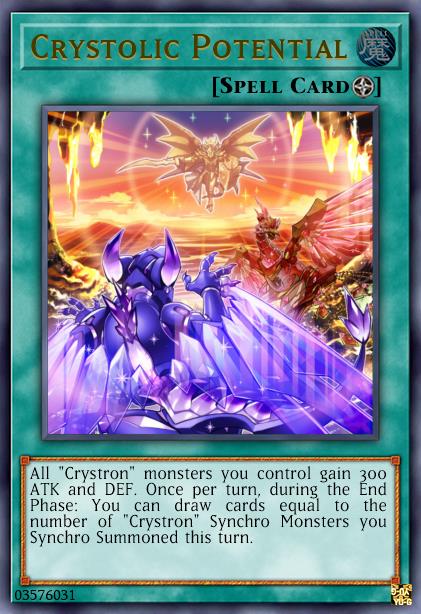 Crystolic Potential
魔
[Spell Card]
All "Crystron" monsters you control gain 300
ATK and DEF. Once per turn, during the End
Phase: You can draw cards equal to the
number of "Crystron" Synchro Monsters you
Synchro Summoned this turn.
03576031